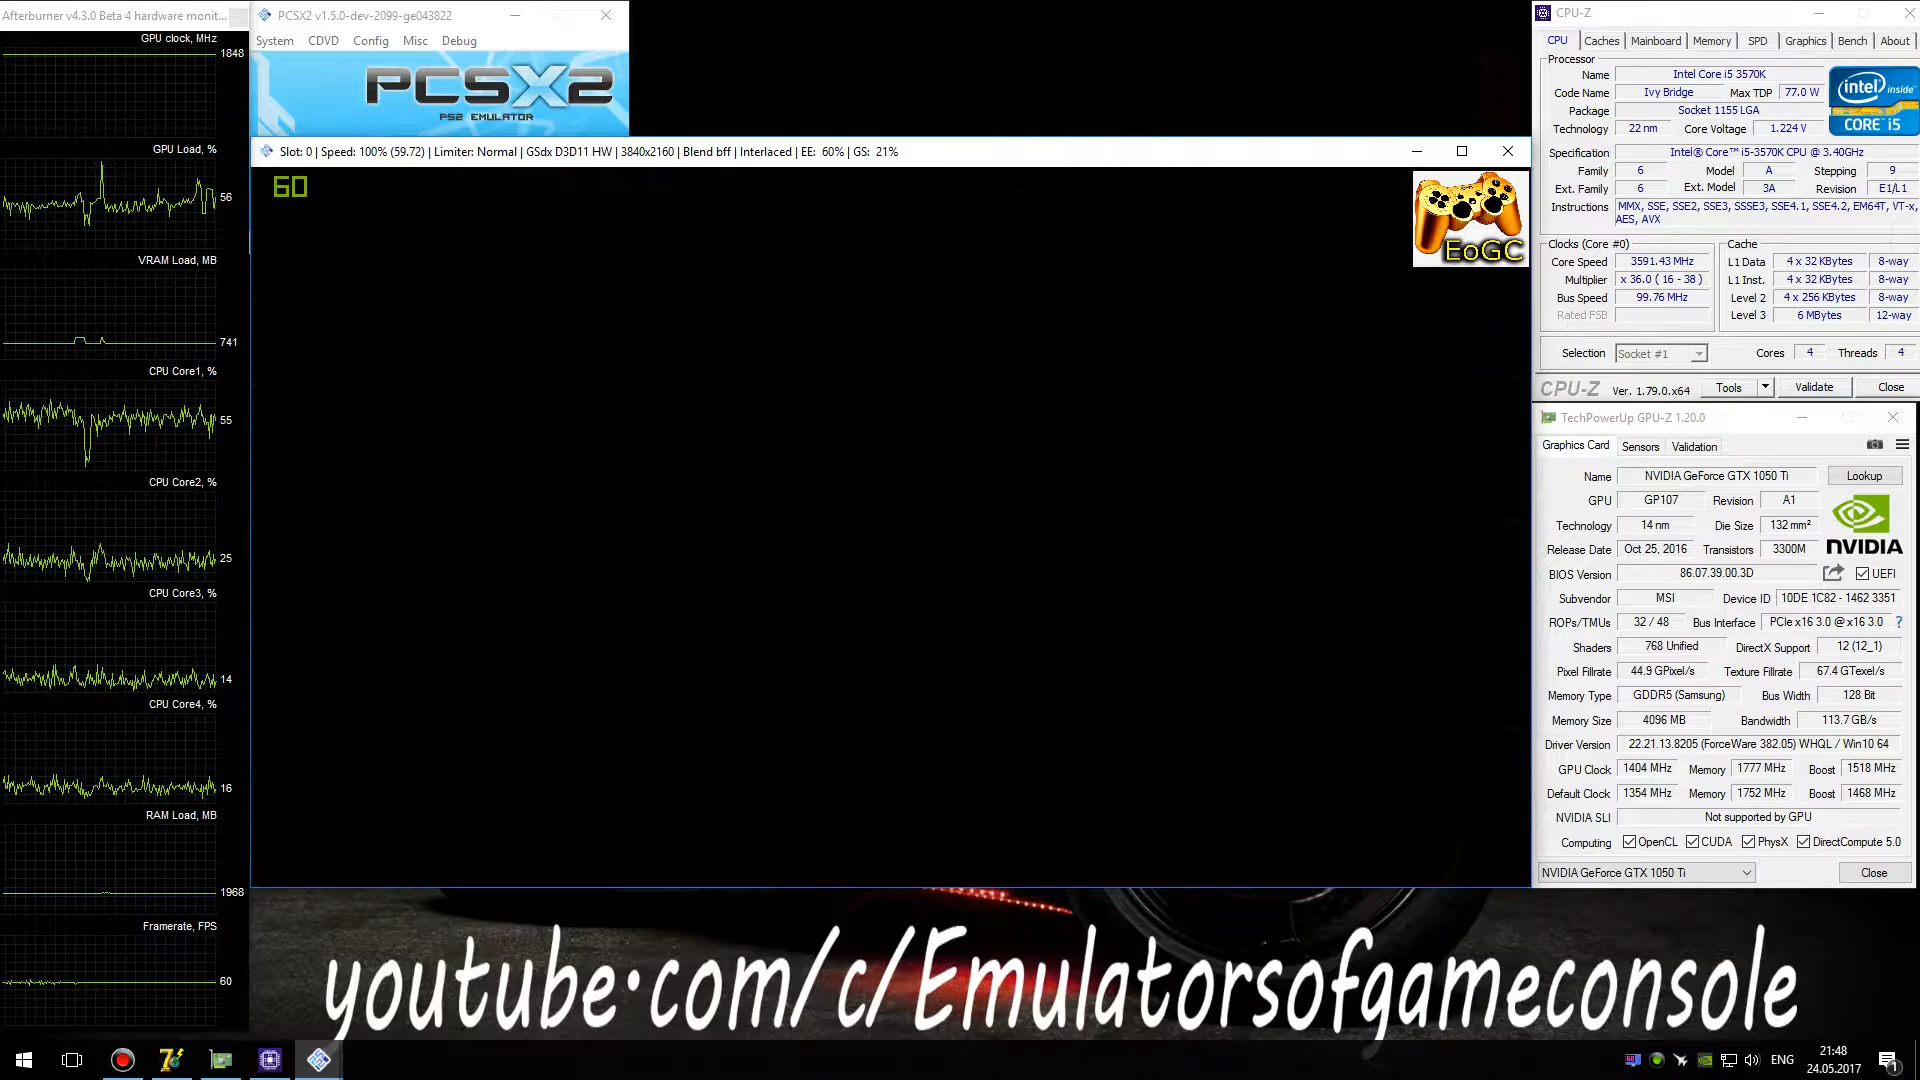 Afterburner v4.3.0 Beta 4 hardware monit...
GPU clock, MHz
1848
GPU Load, %
56
VRAM Load, MB
741
CPU Core1, %
55
CPU Core2, %
25
CPU Core3, %
14
CPU Core4, %
16
RAM Load, MB
1968
Framerate, FPS
60
PCSX2 v1.5.0-dev-2099-ge043822
System CDVD Config Misc Debug
PCSX2
PS2 EMULATOR
Slot: 0 | Speed: 100% (59.72) | Limiter: Normal | GSdx D3D11 HW | 3840x2160 | Blend bff | Interlaced | EE: 60% | GS: 21%
60
EoGC
CPU-Z
CPU Caches Mainboard Memory SPD Graphics Bench About
Processor
Name Intel Core i5 3570K
Code Name Ivy Bridge Max TDP 77.0 W
Package Socket 1155 LGA
Technology 22 nm Core Voltage 1.224 V
intel inside™
CORE i5
Specification Intel® Core™ i5-3570K CPU @ 3.40GHz
Family 6 Model A Stepping 9
Ext. Family 6 Ext. Model 3A Revision E1/L1
Instructions MMX, SSE, SSE2, SSE3, SSSE3, SSE4.1, SSE4.2, EM64T, VT-x,
AES, AVX
Clocks (Core #0) Cache
Core Speed 3591.43 MHz L1 Data 4 x 32 KBytes 8-way
Multiplier x 36.0 ( 16 - 38 ) L1 Inst. 4 x 32 KBytes 8-way
Bus Speed 99.76 MHz Level 2 4 x 256 KBytes 8-way
Rated FSB Level 3 6 MBytes 12-way
Selection Socket #1 Cores 4 Threads 4
CPU-Z Ver. 1.79.0.x64 Tools Validate Close
TechPowerUp GPU-Z 1.20.0
Graphics Card Sensors Validation
Name NVIDIA GeForce GTX 1050 Ti Lookup
GPU GP107 Revision A1
Technology 14 nm Die Size 132 mm²
Release Date Oct 25, 2016 Transistors 3300M
NVIDIA
BIOS Version 86.07.39.00.3D UEFI
Subvendor MSI Device ID 10DE 1C82 - 1462 3351
ROPs/TMUs 32 / 48 Bus Interface PCIe x16 3.0 @ x16 3.0 ?
Shaders 768 Unified DirectX Support 12 (12_1)
Pixel Fillrate 44.9 GPixel/s Texture Fillrate 67.4 GTexel/s
Memory Type GDDR5 (Samsung) Bus Width 128 Bit
Memory Size 4096 MB Bandwidth 113.7 GB/s
Driver Version 22.21.13.8205 (ForceWare 382.05) WHQL / Win10 64
GPU Clock 1404 MHz Memory 1777 MHz Boost 1518 MHz
Default Clock 1354 MHz Memory 1752 MHz Boost 1468 MHz
NVIDIA SLI Not supported by GPU
Computing OpenCL CUDA PhysX DirectCompute 5.0
NVIDIA GeForce GTX 1050 Ti Close
youtube.com/c/Emulatorsofgameconsole
ENG
21:48
24.05.2017
1